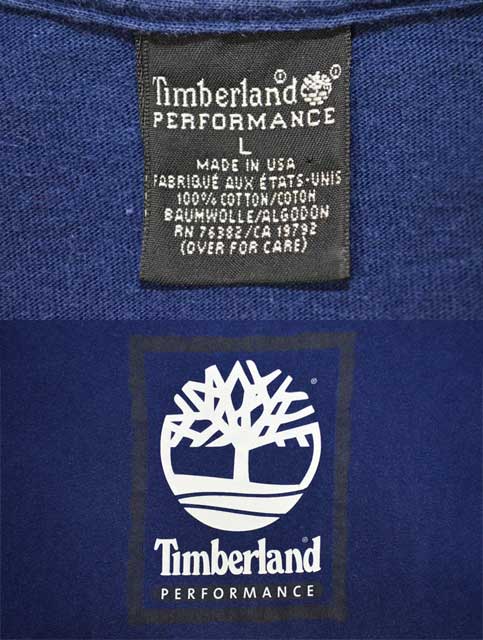 Timberland®®
PERFORMANCE
L
MADE IN USA
FABRIQUÉ AUX ÉTATS-UNIS
100% COTTON/COTON
BAUMWOLLE/ALGODON
RN 76382/CA 19792
(OVER FOR CARE)
®
Timberland®
PERFORMANCE